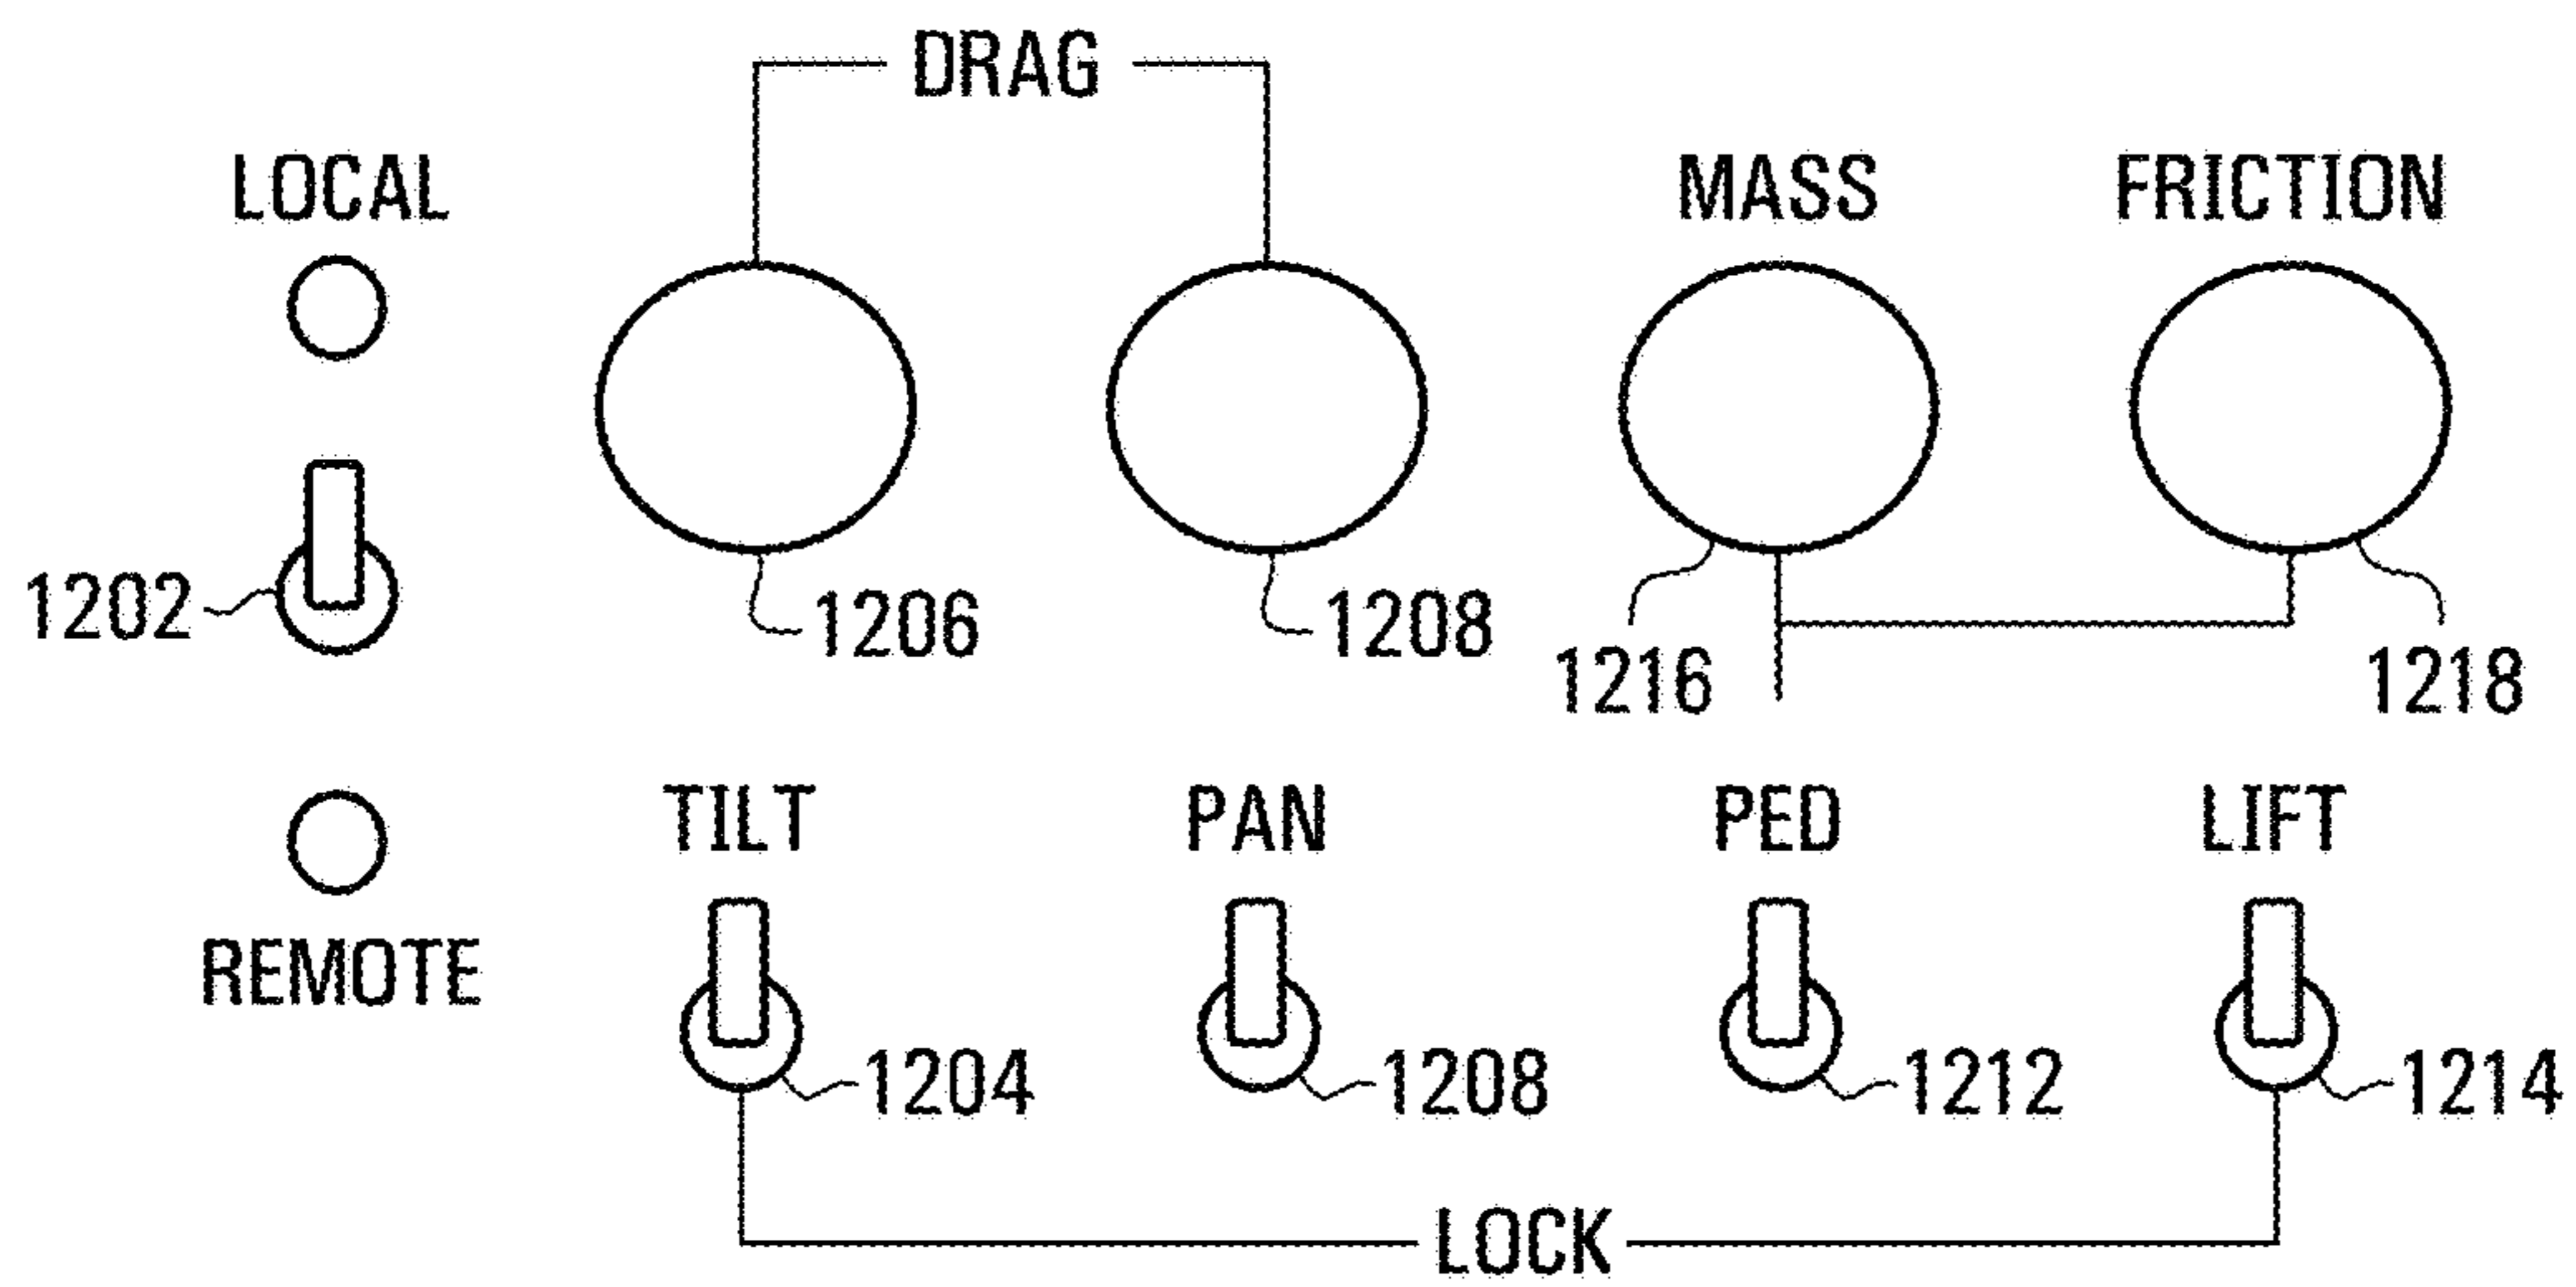 DRAG
LOCAL MASS FRICTION
1202 1206 1208 1216 1218
TILT PAN PED LIFT
REMOTE
1204 1208 1212 1214
LOCK